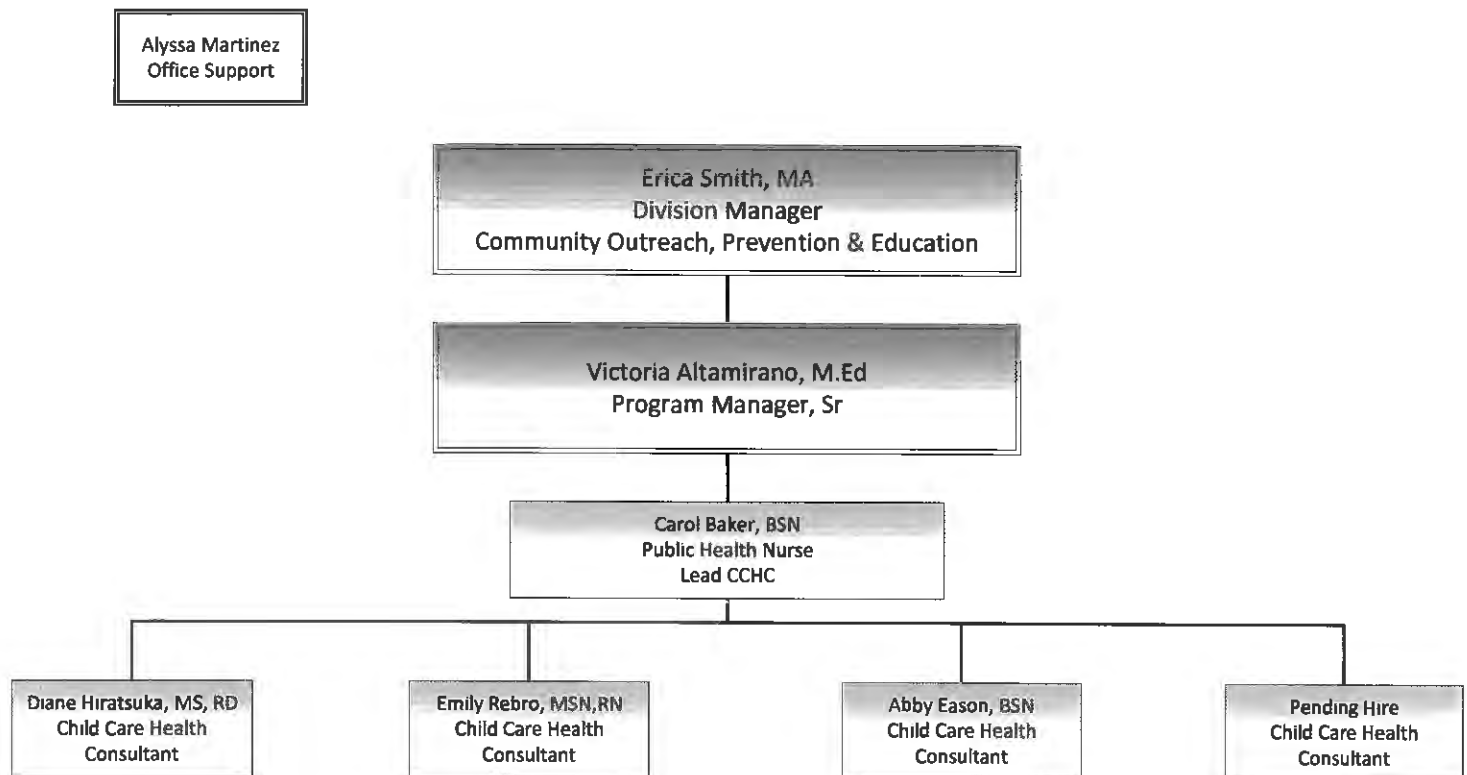 Alyssa Martinez
Office Support
Erica Smith, MA
Division Manager
Community Outreach, Prevention & Education
Victoria Altamirano, M.Ed
Program Manager, Sr
Carol Baker, BSN
Public Health Nurse
Lead CCHC
Diane Hiratsuka, MS, RD
Child Care Health
Consultant
Emily Rebro, MSN,RN
Child Care Health
Consultant
Abby Eason, BSN
Child Care Health
Consultant
Pending Hire
Child Care Health
Consultant